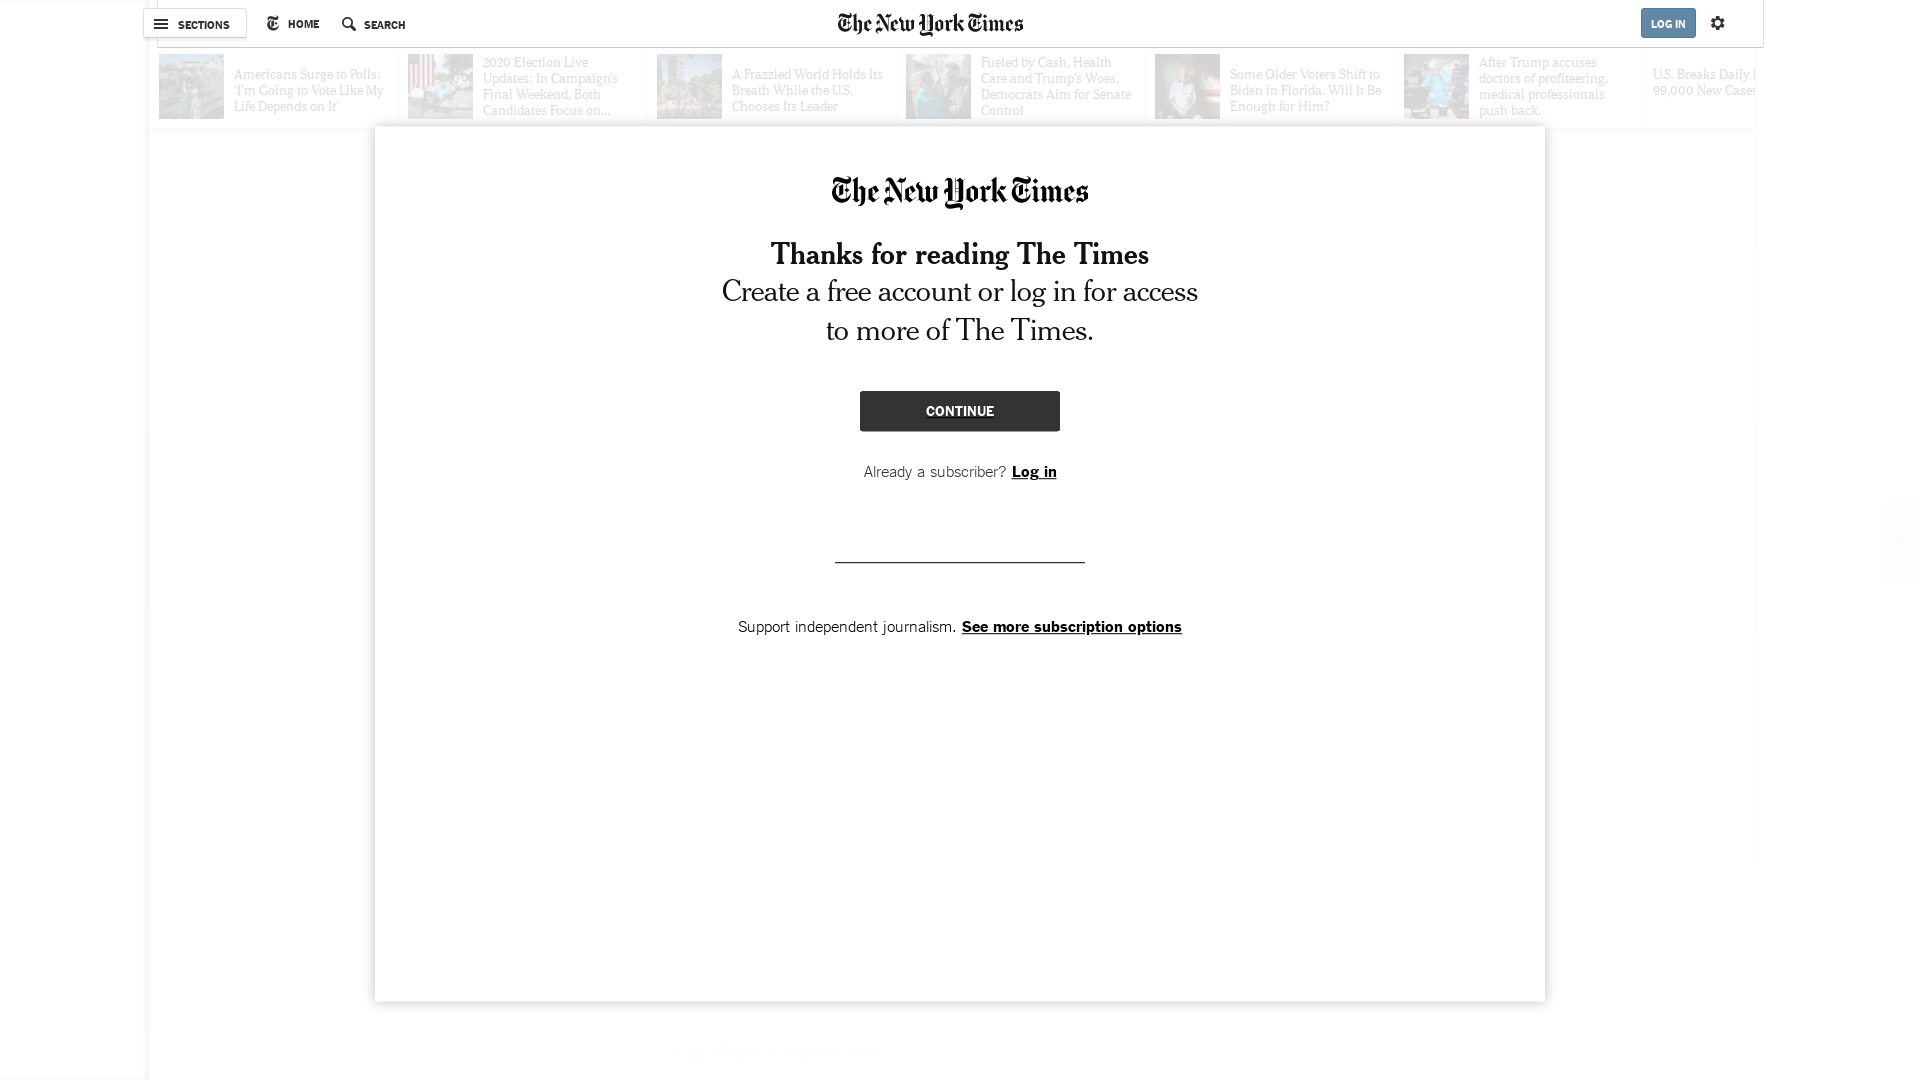 SECTIONS
HOME
SEARCH
The New York Times
LOG IN
Americans Surge to Polls:
‘I’m Going to Vote Like My
Life Depends on It’
2020 Election Live
Updates: In Campaign’s
Final Weekend, Both
Candidates Focus on...
A Frazzled World Holds Its
Breath While the U.S.
Chooses Its Leader
Fueled by Cash, Health
Care and Trump’s Woes,
Democrats Aim for Senate
Control
Some Older Voters Shift to
Biden in Florida. Will It Be
Enough for Him?
After Trump accuses
doctors of profiteering,
medical professionals
push back.
U.S. Breaks Daily
99,000 New Cases
The New York Times
Thanks for reading The Times
Create a free account or log in for access
to more of The Times.
CONTINUE
Already a subscriber? Log in
Support independent journalism. See more subscription options